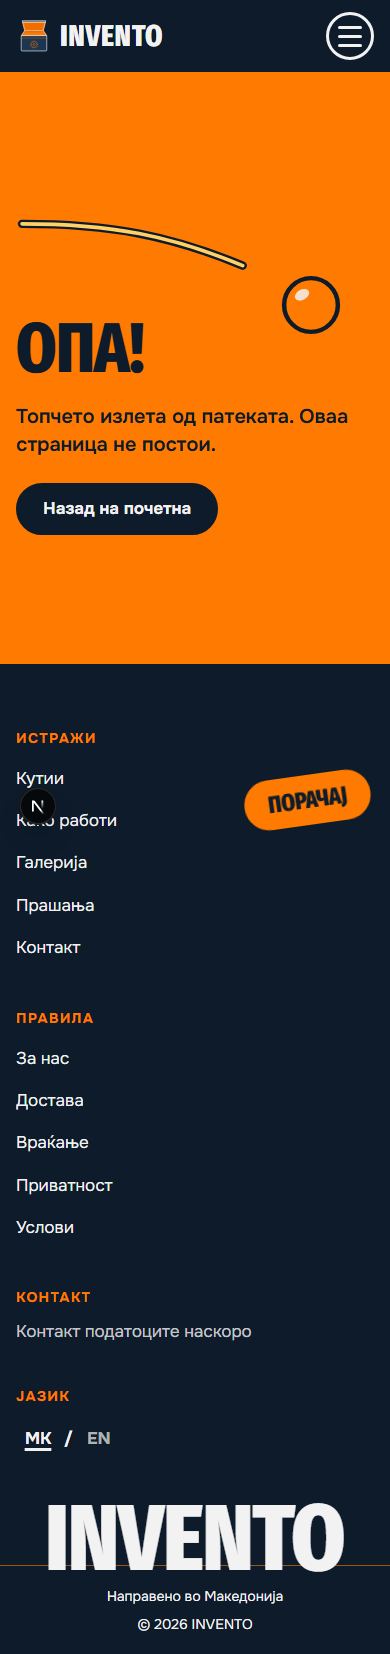 INVENTO
ОПА!
Топчето излета од патеката. Оваа
страница не постои.
Назад на почетна
ИСТРАЖИ
Кутии
N
Како работи
ПОРАЧАЈ
Галерија
Прашања
Контакт
ПРАВИЛА
За нас
Достава
Враќање
Приватност
Услови
КОНТАКТ
Контакт податоците наскоро
ЈАЗИК
МК / EN
INVENTO
Направено во Македонија
© 2026 INVENTO